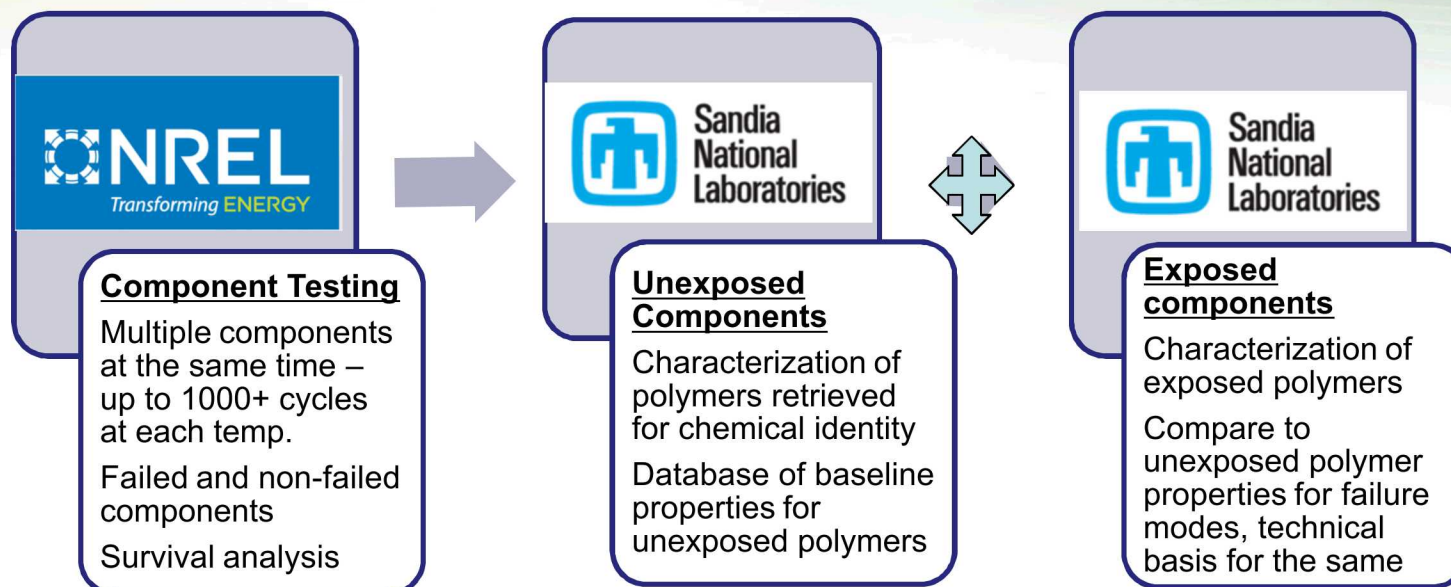 NREL
Transforming ENERGY
Component Testing
Multiple components
at the same time –
up to 1000+ cycles
at each temp.
Failed and non-failed
components
Survival analysis
Sandia
National
Laboratories
Unexposed
Components
Characterization of
polymers retrieved
for chemical identity
Database of baseline
properties for
unexposed polymers
Sandia
National
Laboratories
Exposed
components
Characterization of
exposed polymers
Compare to
unexposed polymer
properties for failure
modes, technical
basis for the same